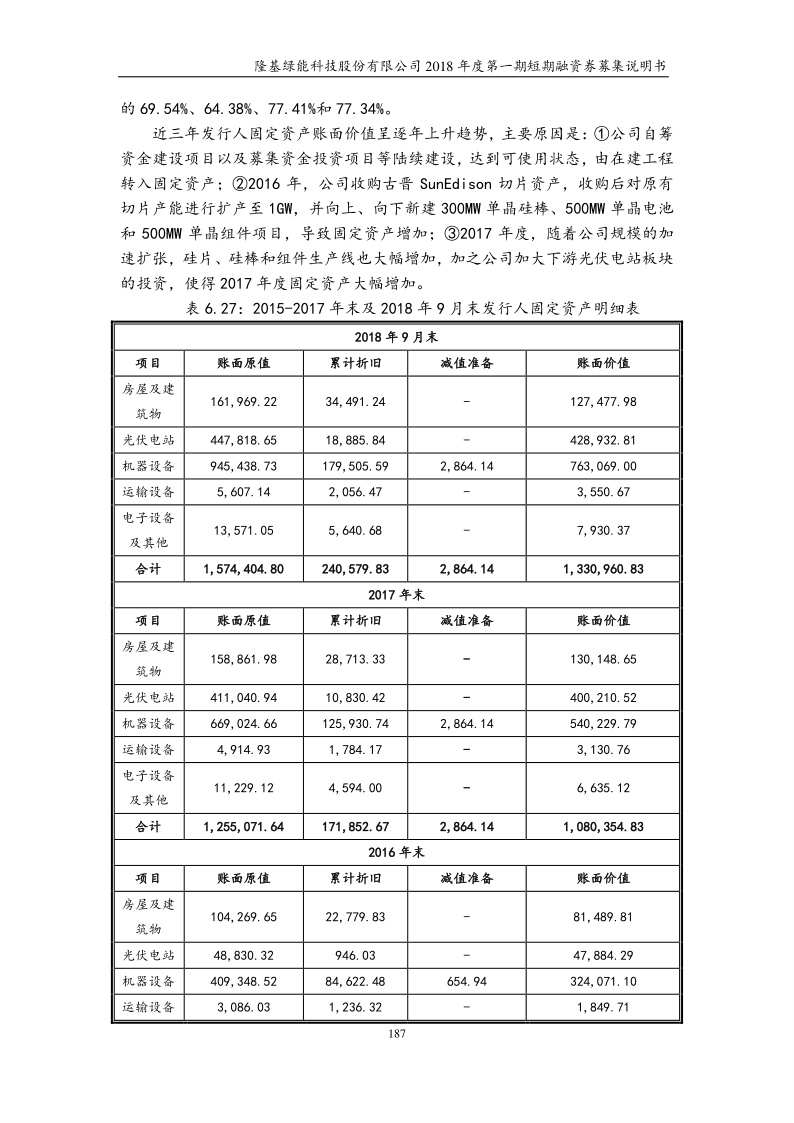 隆基绿能科技股份有限公司 2018 年度第一期短期融资券募集说明书
的 69.54%、64.38%、77.41%和 77.34%。
近三年发行人固定资产账面价值呈逐年上升趋势，主要原因是：①公司自筹
资金建设项目以及募集资金投资项目等陆续建设，达到可使用状态，由在建工程
转入固定资产；②2016 年，公司收购古晋 SunEdison 切片资产，收购后对原有
切片产能进行扩产至 1GW，并向上、向下新建 300MW 单晶硅棒、500MW 单晶电池
和 500MW 单晶组件项目，导致固定资产增加；③2017 年度，随着公司规模的加
速扩张，硅片、硅棒和组件生产线也大幅增加，加之公司加大下游光伏电站板块
的投资，使得 2017 年度固定资产大幅增加。
表 6.27：2015-2017 年末及 2018 年 9 月末发行人固定资产明细表
2018 年 9 月末
项目 账面原值 累计折旧 减值准备 账面价值
房屋及建
筑物 161,969.22 34,491.24 - 127,477.98
光伏电站 447,818.65 18,885.84 - 428,932.81
机器设备 945,438.73 179,505.59 2,864.14 763,069.00
运输设备 5,607.14 2,056.47 - 3,550.67
电子设备
及其他 13,571.05 5,640.68 - 7,930.37
合计 1,574,404.80 240,579.83 2,864.14 1,330,960.83
2017 年末
项目 账面原值 累计折旧 减值准备 账面价值
房屋及建
筑物 158,861.98 28,713.33 - 130,148.65
光伏电站 411,040.94 10,830.42 - 400,210.52
机器设备 669,024.66 125,930.74 2,864.14 540,229.79
运输设备 4,914.93 1,784.17 - 3,130.76
电子设备
及其他 11,229.12 4,594.00 - 6,635.12
合计 1,255,071.64 171,852.67 2,864.14 1,080,354.83
2016 年末
项目 账面原值 累计折旧 减值准备 账面价值
房屋及建
筑物 104,269.65 22,779.83 - 81,489.81
光伏电站 48,830.32 946.03 - 47,884.29
机器设备 409,348.52 84,622.48 654.94 324,071.10
运输设备 3,086.03 1,236.32 - 1,849.71
187